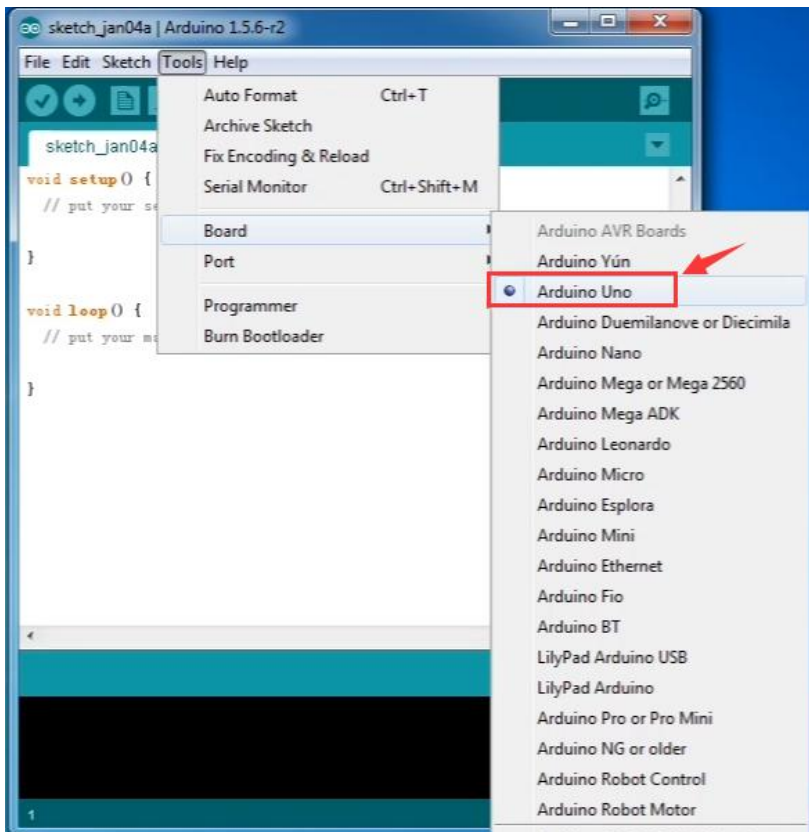 sketch_jan04a | Arduino 1.5.6-r2
File Edit Sketch Tools Help
Auto Format Ctrl+T
Archive Sketch
sketch_jan04a
Fix Encoding & Reload
Serial Monitor Ctrl+Shift+M
void setup() {
// put your se
Board
}
Port
void loop() {
Programmer
// put your m
Burn Bootloader
}
Arduino AVR Boards
Arduino Yún
Arduino Uno
Arduino Duemilanove or Diecimila
Arduino Nano
Arduino Mega or Mega 2560
Arduino Mega ADK
Arduino Leonardo
Arduino Micro
Arduino Esplora
Arduino Mini
Arduino Ethernet
Arduino Fio
Arduino BT
LilyPad Arduino USB
LilyPad Arduino
Arduino Pro or Pro Mini
Arduino NG or older
Arduino Robot Control
Arduino Robot Motor
1